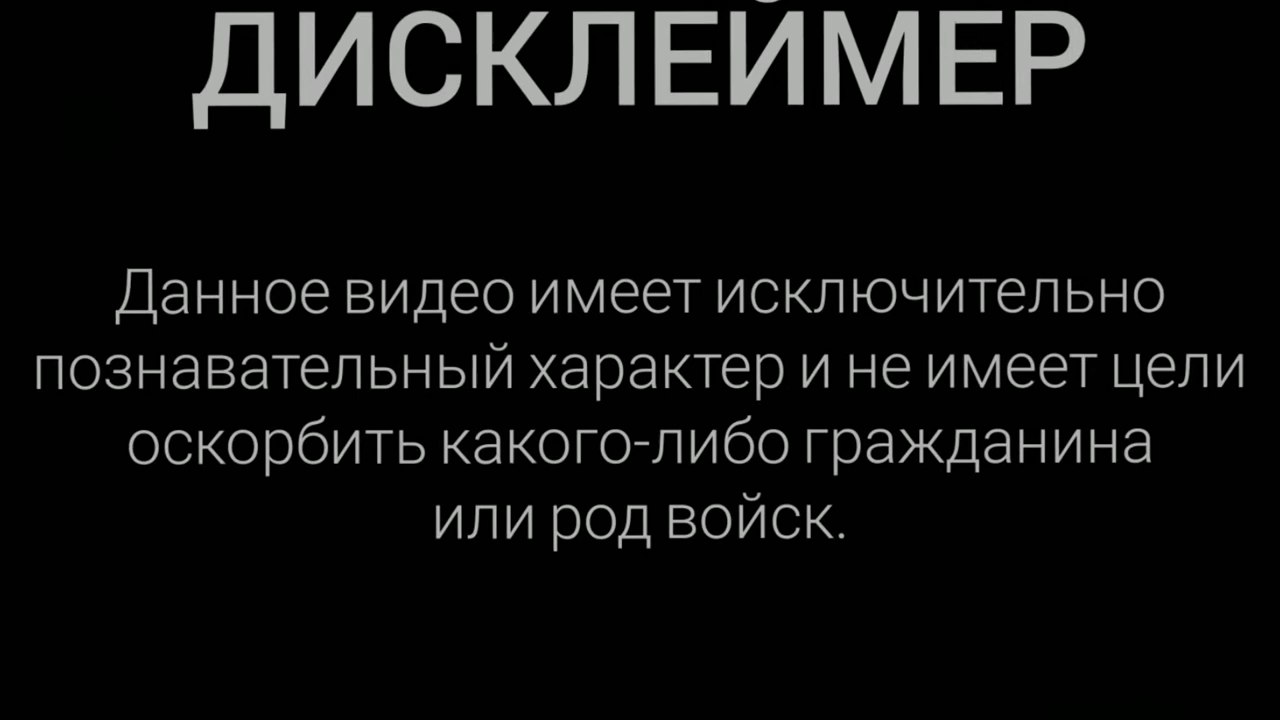 ДИСКЛЕЙМЕР
Данное видео имеет исключительно
познавательный характер и не имеет цели
оскорбить какого-либо гражданина
или род войск.